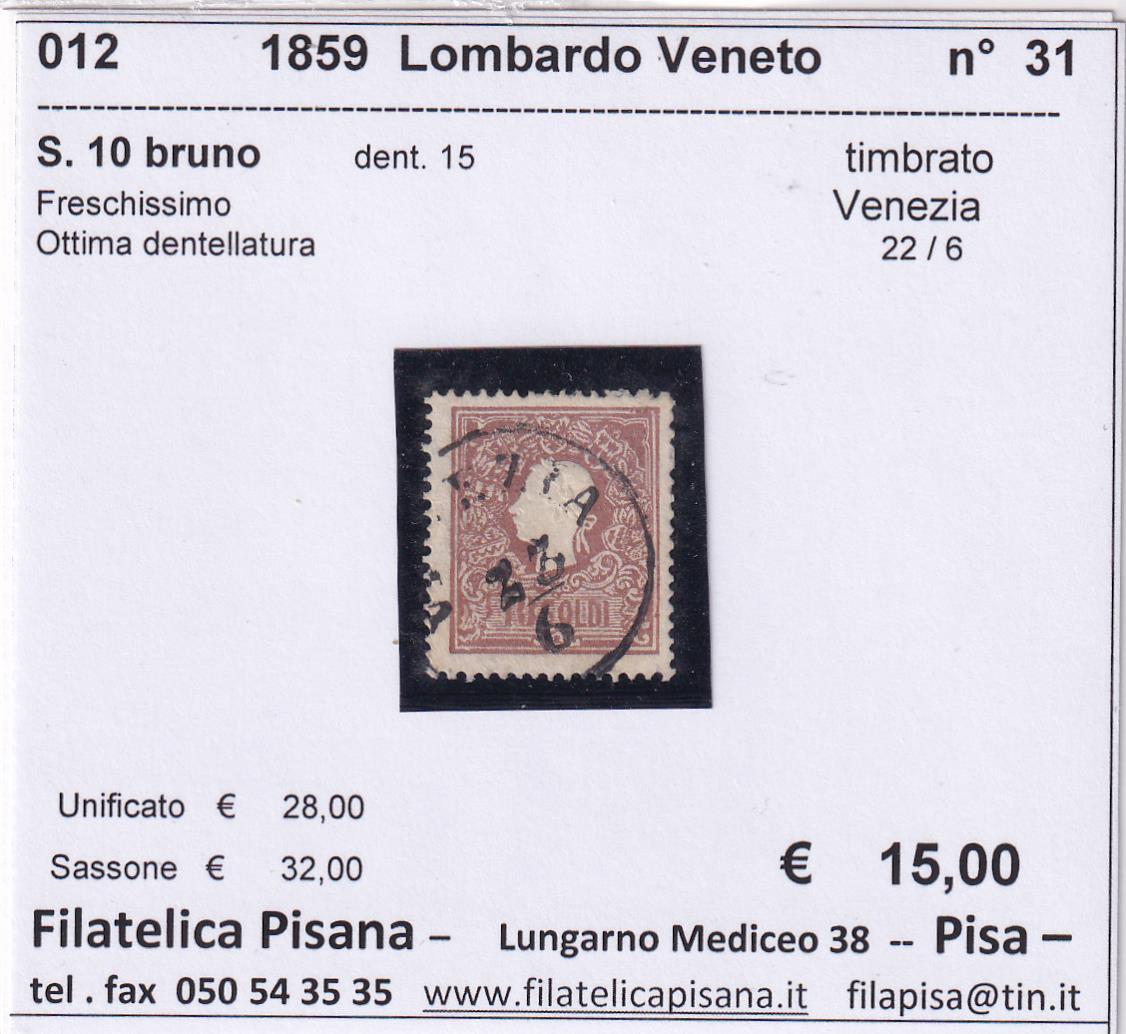 012 1859 Lombardo Veneto n° 31
--------------------------------------------------------------------------------
S. 10 bruno dent. 15 timbrato
Freschissimo Venezia
Ottima dentellatura 22 / 6
EZIA
6
Unificato € 28,00
Sassone € 32,00
€ 15,00
Filatelica Pisana – Lungarno Mediceo 38 -- Pisa –
tel . fax 050 54 35 35 www.filatelicapisana.it filapisa@tin.it